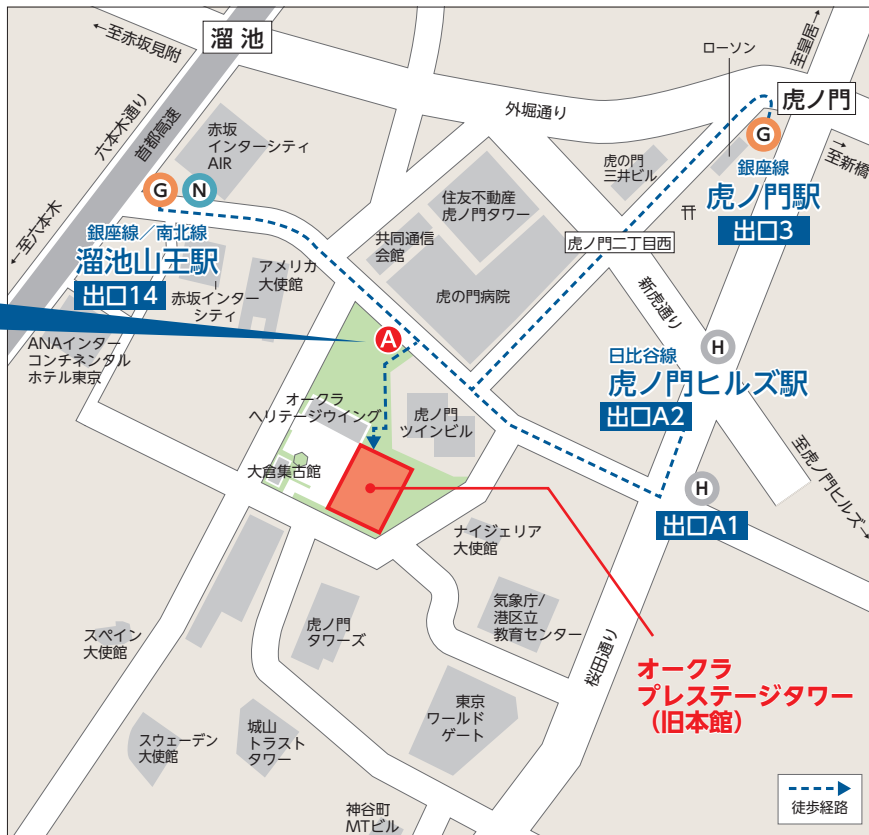 ←至赤坂見附
溜池
ローソン
至皇居→
六本木通り
首都高速
外堀通り
虎ノ門
赤坂
インターシティ
AIR
G
N
銀座線／南北線
溜池山王駅
出口14
←至六本木
G
銀座線
虎ノ門駅
出口3
→至新橋
虎の門
三井ビル
住友不動産
虎ノ門タワー
共同通信
会館
虎ノ門二丁目西
虎の門病院
アメリカ
大使館
赤坂インター
シティ
新虎通り
ANAインター
コンチネンタル
ホテル東京
A
H
日比谷線
虎ノ門ヒルズ駅
出口A2
オークラ
ヘリテージウイング
虎ノ門
ツインビル
至虎ノ門ヒルズ→
大倉集古館
H
出口A1
ナイジェリア
大使館
気象庁/
港区立
教育センター
虎ノ門
タワーズ
スペイン
大使館
桜田通り
オークラ
プレステージタワー
（旧本館）
東京
ワールド
ゲート
城山
トラスト
タワー
スウェーデン
大使館
神谷町
MTビル
徒歩経路